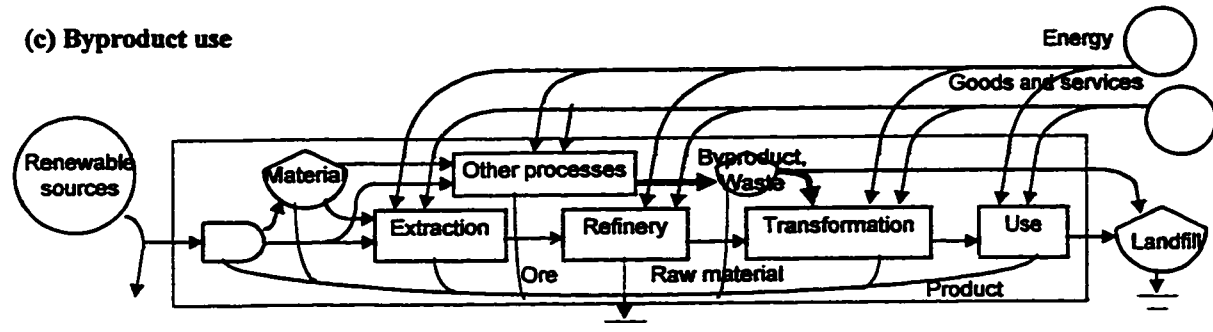 (c) Byproduct use
Energy
Goods and services
Renewable
sources
Material
Other processes
Byproduct,
Waste
Extraction
Refinery
Transformation
Use
Landfill
Ore
Raw material
Product